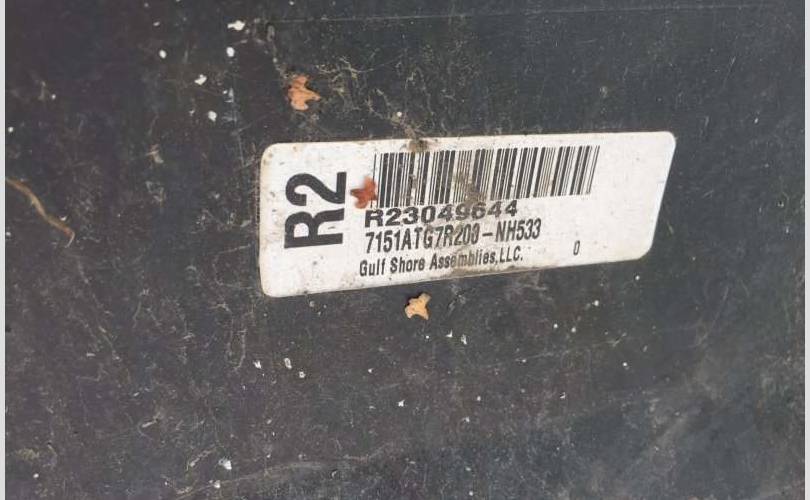 R2
R23049644
7151ATG7R200-NH533
Gulf Shore Assemblies,LLC. 0